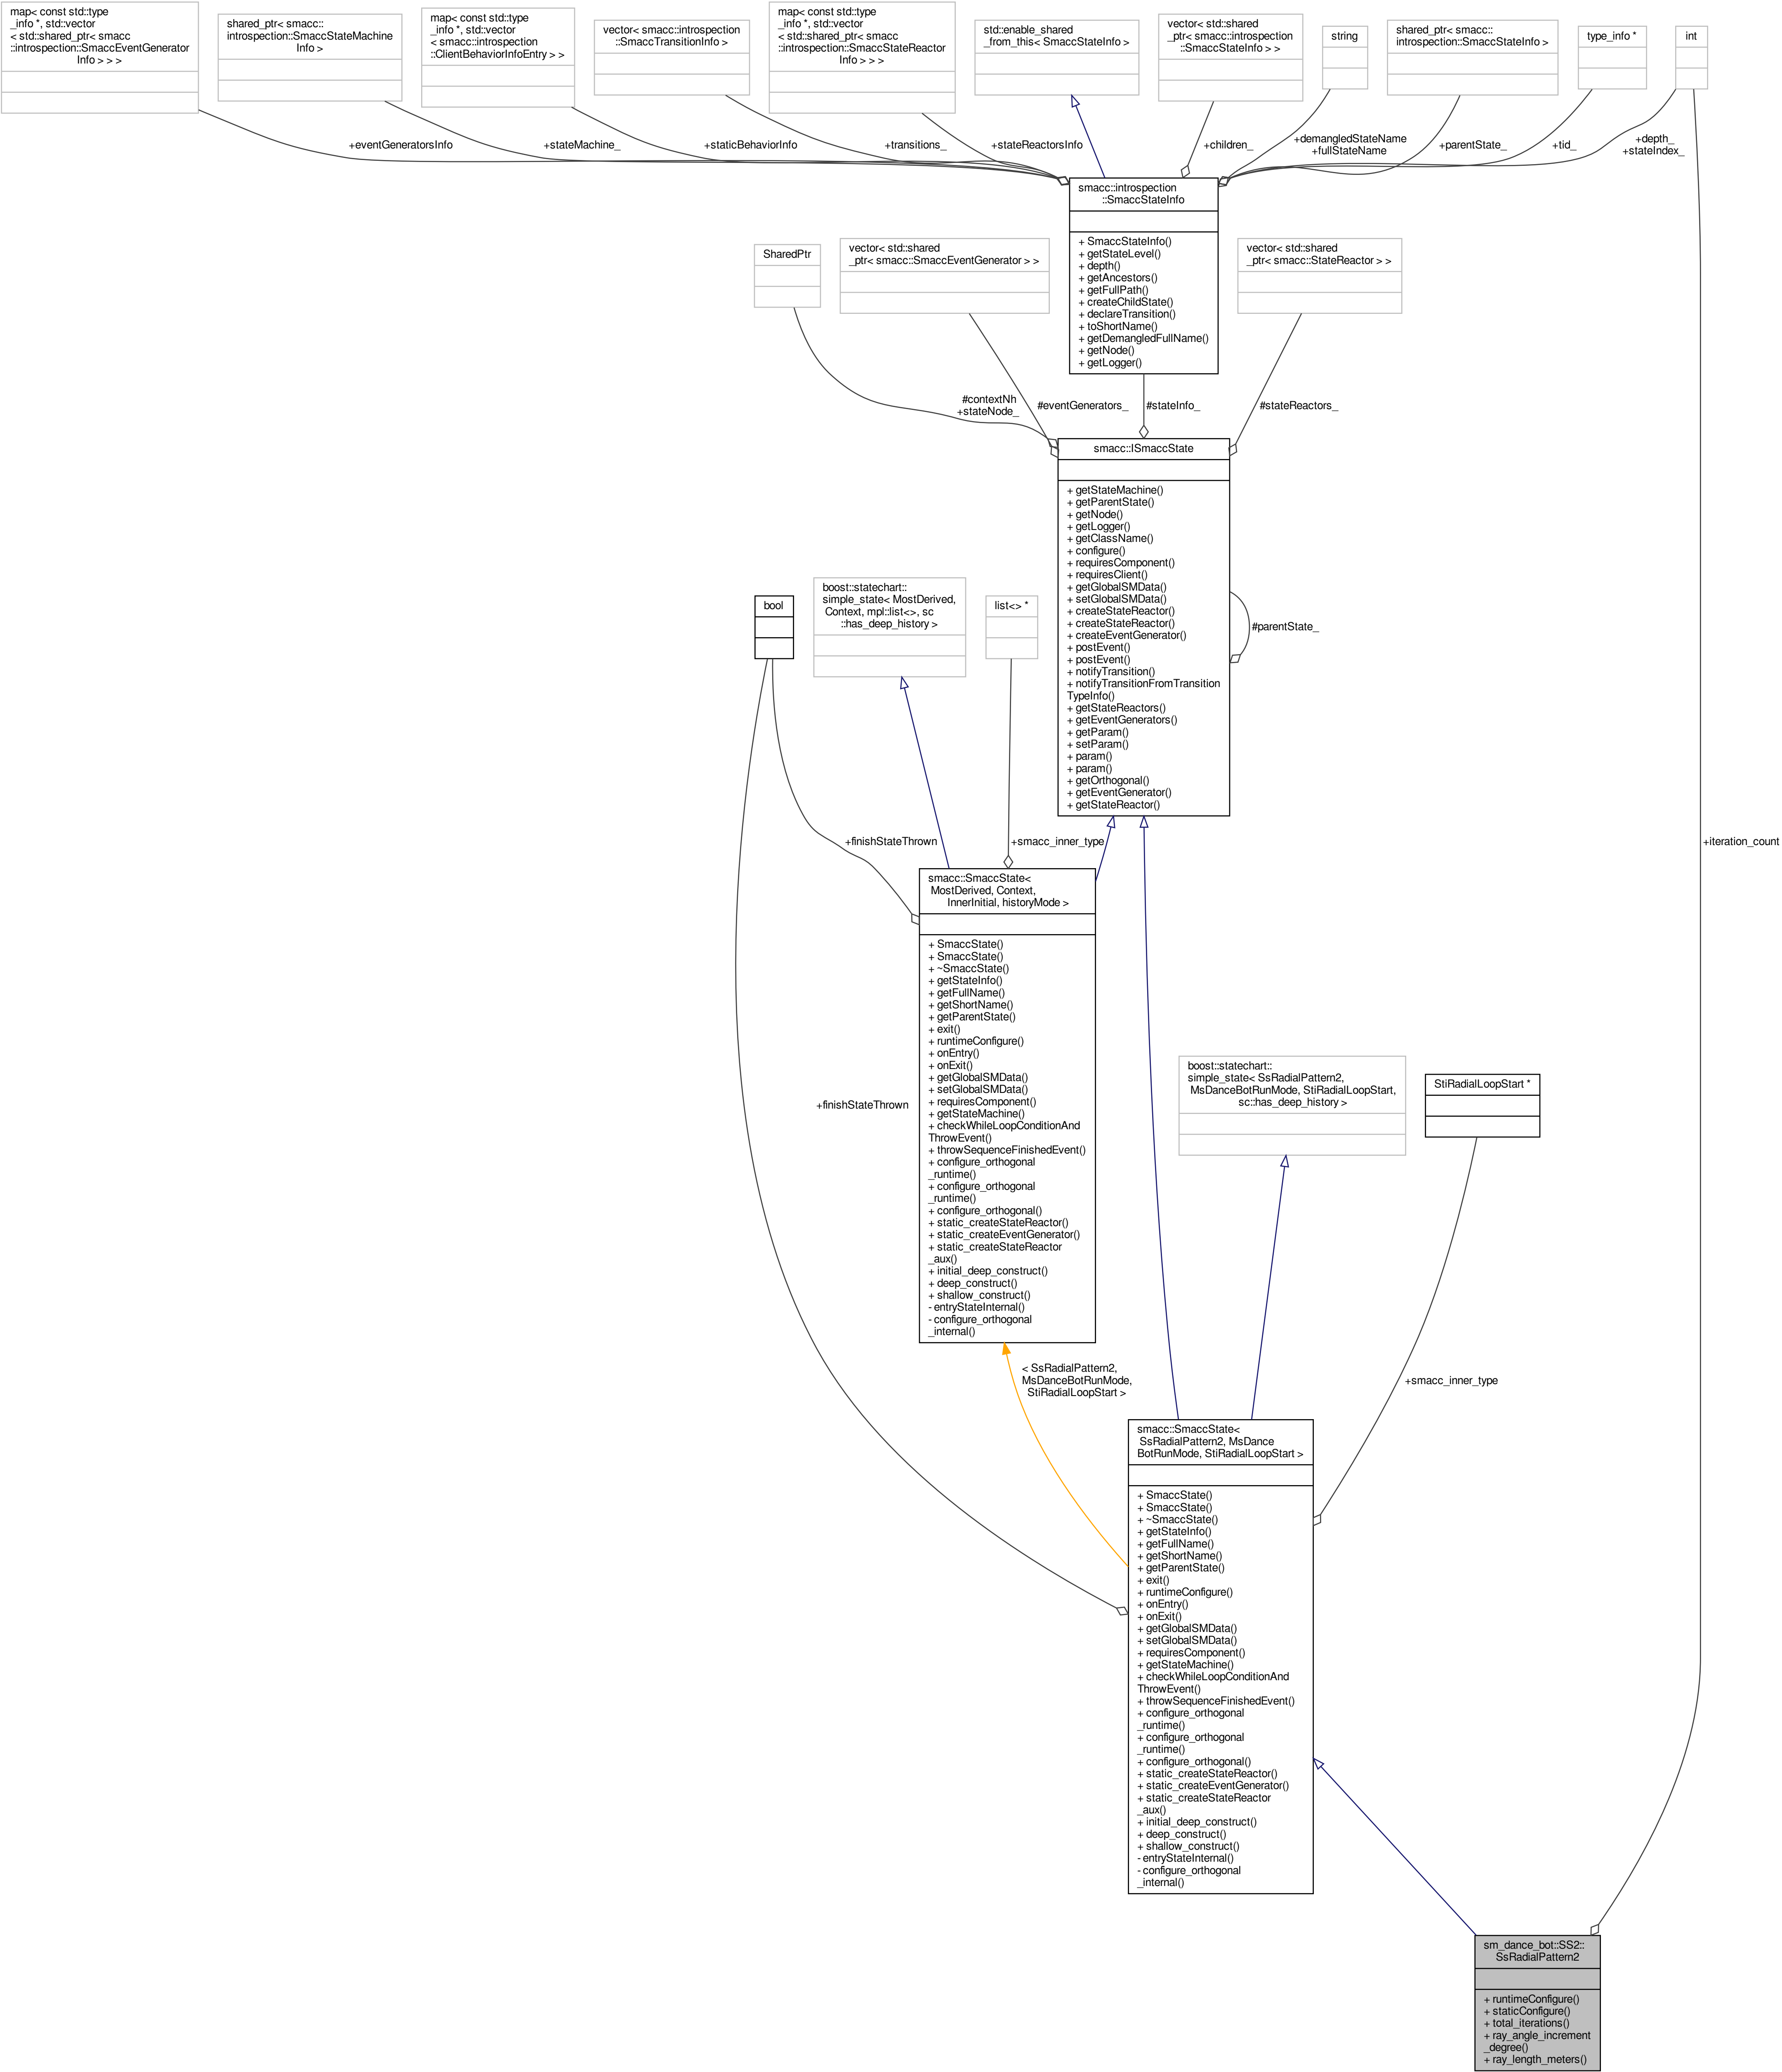 map< const std::type
_info *, std::vector
< std::shared_ptr< smacc
::introspection::SmaccEventGenerator
Info > > >
shared_ptr< smacc::
introspection::SmaccStateMachine
Info >
map< const std::type
_info *, std::vector
< smacc::introspection
::ClientBehaviorInfoEntry > >
vector< smacc::introspection
::SmaccTransitionInfo >
map< const std::type
_info *, std::vector
< std::shared_ptr< smacc
::introspection::SmaccStateReactor
Info > > >
std::enable_shared
_from_this< SmaccStateInfo >
vector< std::shared
_ptr< smacc::introspection
::SmaccStateInfo > >
string
shared_ptr< smacc::
introspection::SmaccStateInfo >
type_info *
int
+eventGeneratorsInfo
+stateMachine_
+staticBehaviorInfo
+transitions_
+stateReactorsInfo
+children_
+demangledStateName
+fullStateName
+parentState_
+tid_
+depth_
+stateIndex_
smacc::introspection
::SmaccStateInfo
+ SmaccStateInfo()
+ getStateLevel()
+ depth()
+ getAncestors()
+ getFullPath()
+ createChildState()
+ declareTransition()
+ toShortName()
+ getDemangledFullName()
+ getNode()
+ getLogger()
SharedPtr
vector< std::shared
_ptr< smacc::SmaccEventGenerator > >
vector< std::shared
_ptr< smacc::StateReactor > >
#contextNh
+stateNode_
#eventGenerators_
#stateInfo_
#stateReactors_
smacc::ISmaccState
+ getStateMachine()
+ getParentState()
+ getNode()
+ getLogger()
+ getClassName()
+ configure()
+ requiresComponent()
+ requiresClient()
+ getGlobalSMData()
+ setGlobalSMData()
+ createStateReactor()
+ createStateReactor()
+ createEventGenerator()
+ postEvent()
+ postEvent()
+ notifyTransition()
+ notifyTransitionFromTransition
TypeInfo()
+ getStateReactors()
+ getEventGenerators()
+ getParam()
+ setParam()
+ param()
+ param()
+ getOrthogonal()
+ getEventGenerator()
+ getStateReactor()
#parentState_
bool
boost::statechart::
simple_state< MostDerived,
Context, mpl::list<>, sc
::has_deep_history >
list<> *
+finishStateThrown
+smacc_inner_type
+iteration_count
smacc::SmaccState<
MostDerived, Context,
InnerInitial, historyMode >
+ SmaccState()
+ SmaccState()
+ ~SmaccState()
+ getStateInfo()
+ getFullName()
+ getShortName()
+ getParentState()
+ exit()
+ runtimeConfigure()
+ onEntry()
+ onExit()
+ getGlobalSMData()
+ setGlobalSMData()
+ requiresComponent()
+ getStateMachine()
+ checkWhileLoopConditionAnd
ThrowEvent()
+ throwSequenceFinishedEvent()
+ configure_orthogonal
_runtime()
+ configure_orthogonal
_runtime()
+ configure_orthogonal()
+ static_createStateReactor()
+ static_createEventGenerator()
+ static_createStateReactor
_aux()
+ initial_deep_construct()
+ deep_construct()
+ shallow_construct()
- entryStateInternal()
- configure_orthogonal
_internal()
+finishStateThrown
boost::statechart::
simple_state< SsRadialPattern2,
MsDanceBotRunMode, StiRadialLoopStart,
sc::has_deep_history >
StiRadialLoopStart *
< SsRadialPattern2,
MsDanceBotRunMode,
StiRadialLoopStart >
+smacc_inner_type
smacc::SmaccState<
SsRadialPattern2, MsDance
BotRunMode, StiRadialLoopStart >
+ SmaccState()
+ SmaccState()
+ ~SmaccState()
+ getStateInfo()
+ getFullName()
+ getShortName()
+ getParentState()
+ exit()
+ runtimeConfigure()
+ onEntry()
+ onExit()
+ getGlobalSMData()
+ setGlobalSMData()
+ requiresComponent()
+ getStateMachine()
+ checkWhileLoopConditionAnd
ThrowEvent()
+ throwSequenceFinishedEvent()
+ configure_orthogonal
_runtime()
+ configure_orthogonal
_runtime()
+ configure_orthogonal()
+ static_createStateReactor()
+ static_createEventGenerator()
+ static_createStateReactor
_aux()
+ initial_deep_construct()
+ deep_construct()
+ shallow_construct()
- entryStateInternal()
- configure_orthogonal
_internal()
sm_dance_bot::SS2::
SsRadialPattern2
+ runtimeConfigure()
+ staticConfigure()
+ total_iterations()
+ ray_angle_increment
_degree()
+ ray_length_meters()